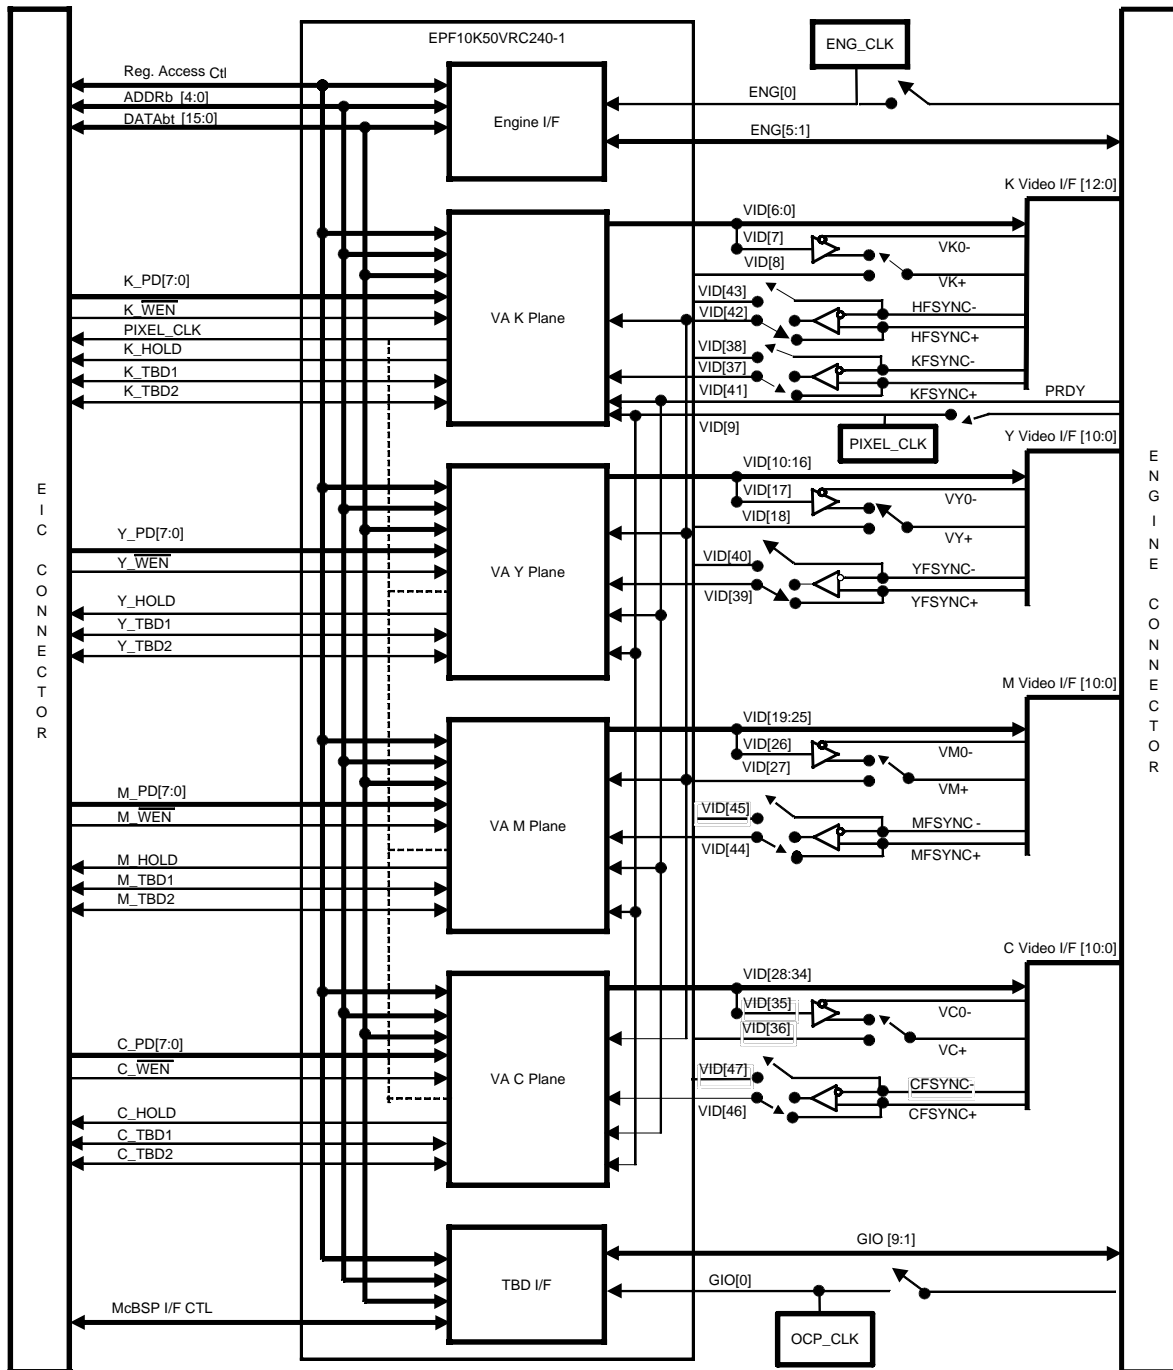 EPF10K50VRC240-1
ENG_CLK
Reg. Access Ctl
ADDRb [4:0]
DATAbt [15:0]
Engine I/F
ENG[0]
ENG[5:1]
K Video I/F [12:0]
VID[6:0]
VID[7]
VK0-
VID[8]
VK+
K_PD[7:0]
K_WEN
PIXEL_CLK
K_HOLD
K_TBD1
K_TBD2
VA K Plane
VID[43]
HFSYNC-
VID[42]
HFSYNC+
VID[38]
KFSYNC-
VID[37]
VID[41]
KFSYNC+
PRDY
VID[9]
PIXEL_CLK
Y Video I/F [10:0]
VID[10:16]
VID[17]
VY0-
VID[18]
VY+
EIC CONNECTOR
ENGINE CONNECTOR
Y_PD[7:0]
Y_WEN
Y_HOLD
Y_TBD1
Y_TBD2
VA Y Plane
VID[40]
YFSYNC-
VID[39]
YFSYNC+
M Video I/F [10:0]
VID[19:25]
VID[26]
VM0-
VID[27]
VM+
M_PD[7:0]
M_WEN
M_HOLD
M_TBD1
M_TBD2
VA M Plane
VID[45]
MFSYNC -
VID[44]
MFSYNC+
C Video I/F [10:0]
VID[28:34]
VID[35]
VC0-
VID[36]
VC+
C_PD[7:0]
C_WEN
C_HOLD
C_TBD1
C_TBD2
VA C Plane
VID[47]
CFSYNC-
VID[46]
CFSYNC+
GIO [9:1]
TBD I/F
GIO[0]
McBSP I/F CTL
OCP_CLK